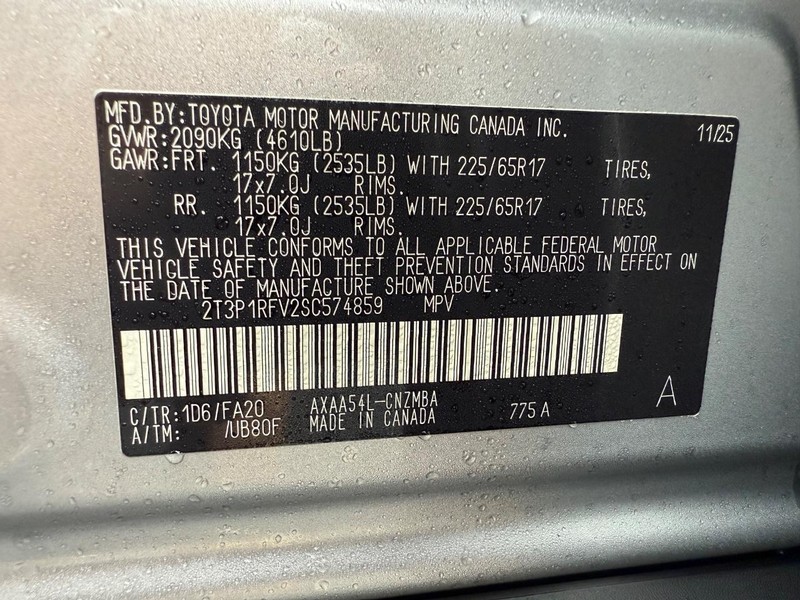 MFD.BY:TOYOTA MOTOR MANUFACTURING CANADA INC. 11/25
GVWR:2090KG (4610LB)
GAWR:FRT. 1150KG (2535LB) WITH 225/65R17 TIRES,
17x7.0J RIMS.
RR. 1150KG (2535LB) WITH 225/65R17 TIRES,
17x7.0J RIMS.
THIS VEHICLE CONFORMS TO ALL APPLICABLE FEDERAL MOTOR
VEHICLE SAFETY AND THEFT PREVENTION STANDARDS IN EFFECT ON
THE DATE OF MANUFACTURE SHOWN ABOVE.
2T3P1RFV2SC574859 MPV
C/TR:1D6/FA20 AXAA54L-CNZMBA 775A A
A/TM: /UB80F MADE IN CANADA